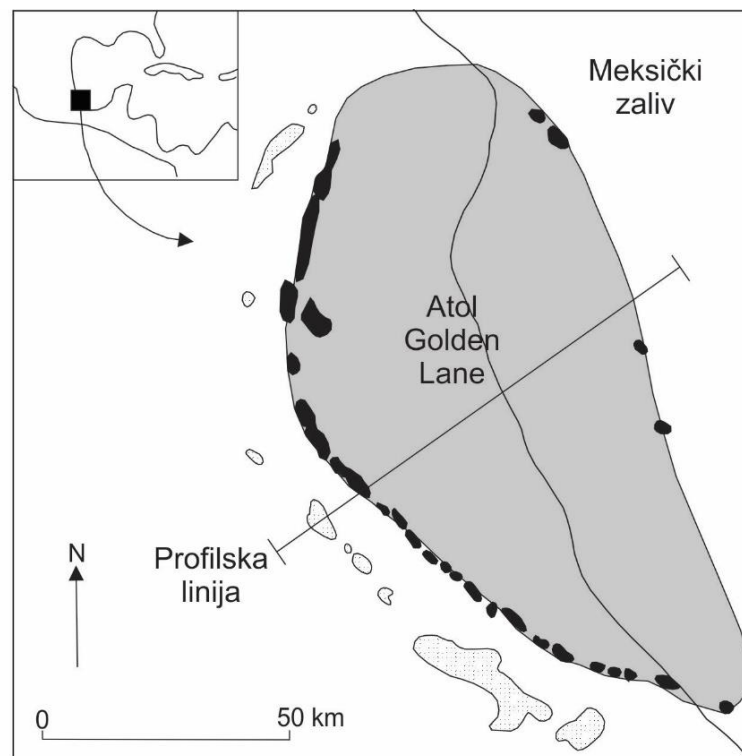 Meksički
zaliv
Atol
Golden
Lane
Profilska
linija
N
0 50 km